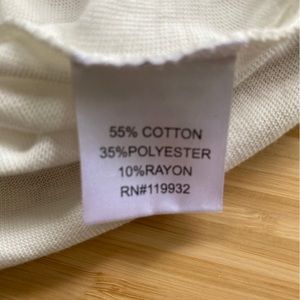 55% COTTON
35%POLYESTER
10%RAYON
RN#119932